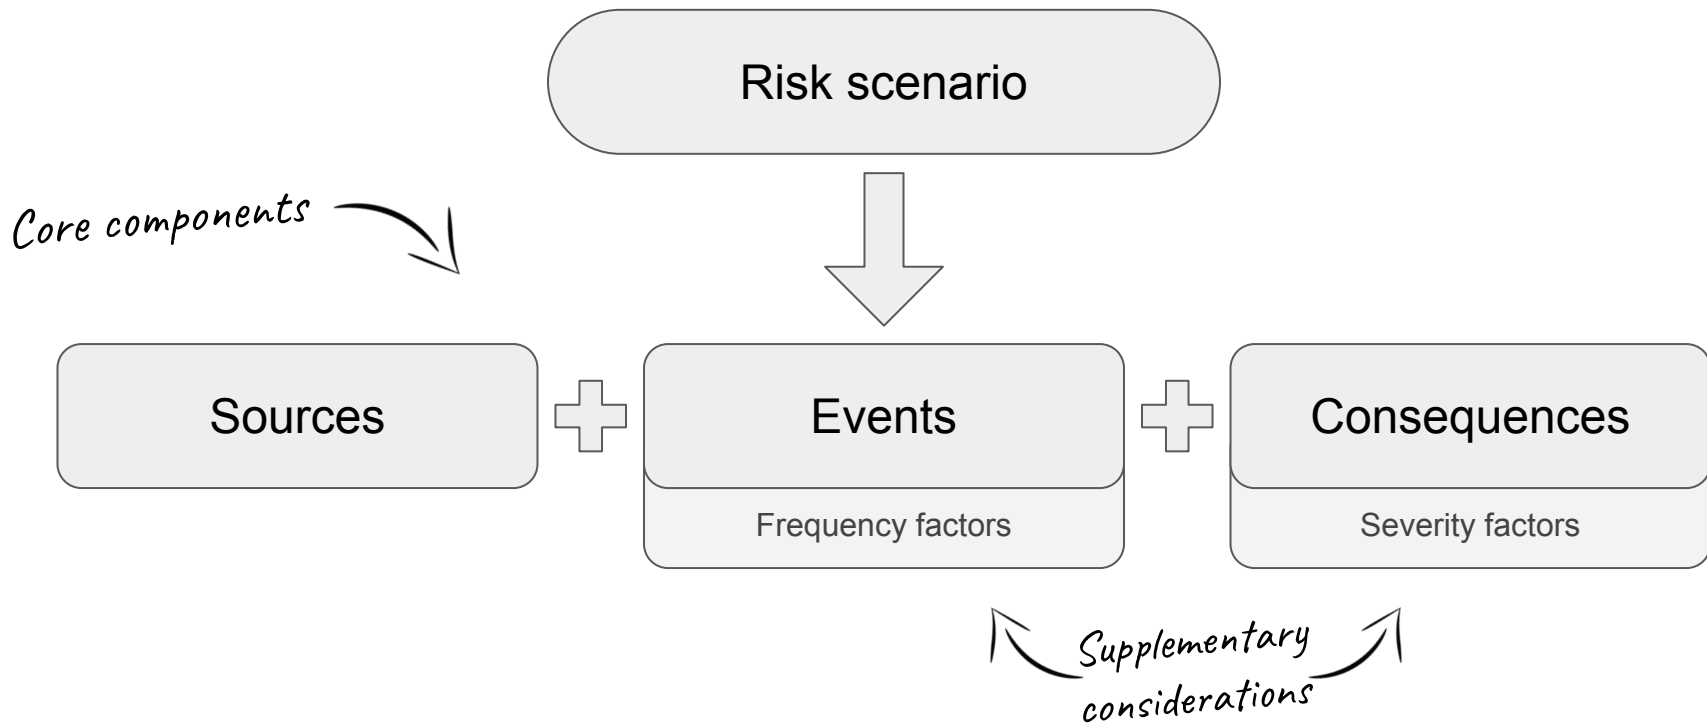 Risk scenario
Core components
Sources
Events
Consequences
Frequency factors
Severity factors
Supplementary
considerations